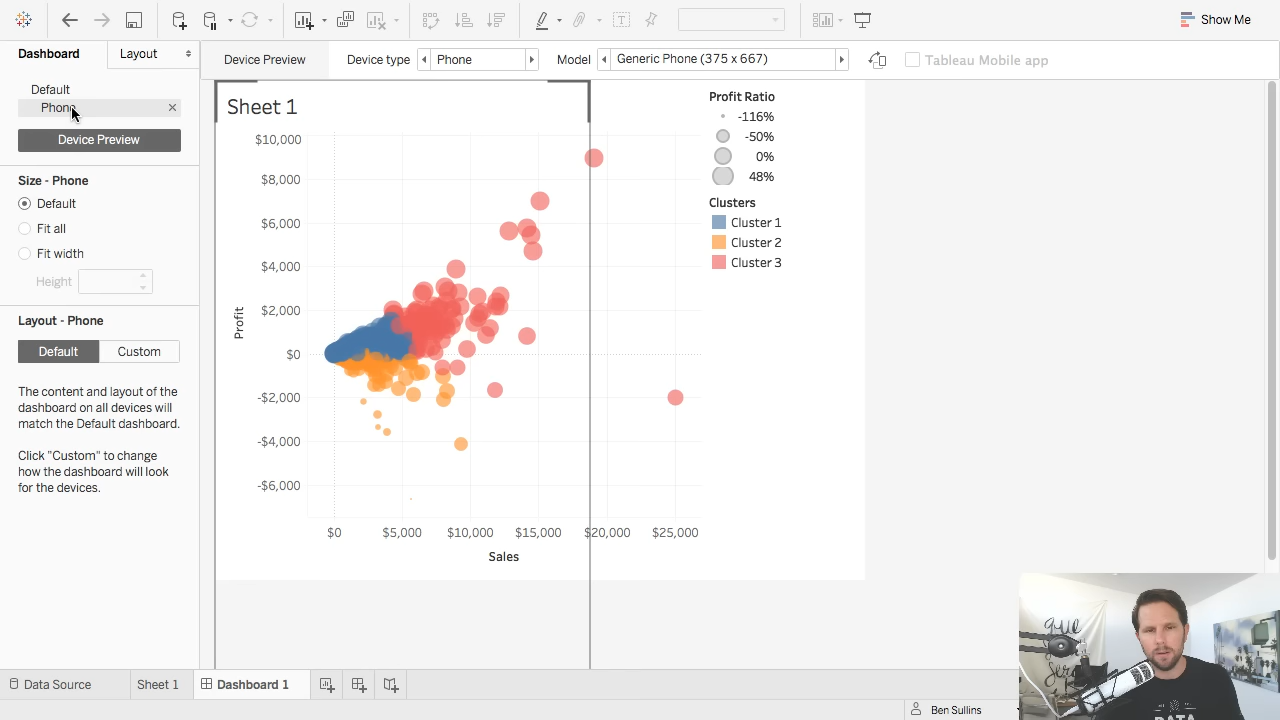 Show Me
Dashboard
Layout
Device Preview
Device type
Phone
Model
Generic Phone (375 x 667)
Tableau Mobile app
Default
Phone
Device Preview
Size - Phone
Default
Fit all
Fit width
Height
Layout - Phone
Default
Custom
The content and layout of the
dashboard on all devices will
match the Default dashboard.
Click "Custom" to change
how the dashboard will look
for the devices.
Sheet 1
$10,000
$8,000
$6,000
$4,000
$2,000
$0
-$2,000
-$4,000
-$6,000
Profit
$0
$5,000
$10,000
$15,000
$20,000
$25,000
Sales
Profit Ratio
-116%
-50%
0%
48%
Clusters
Cluster 1
Cluster 2
Cluster 3
que
DATA
Data Source
Sheet 1
Dashboard 1
Ben Sullins